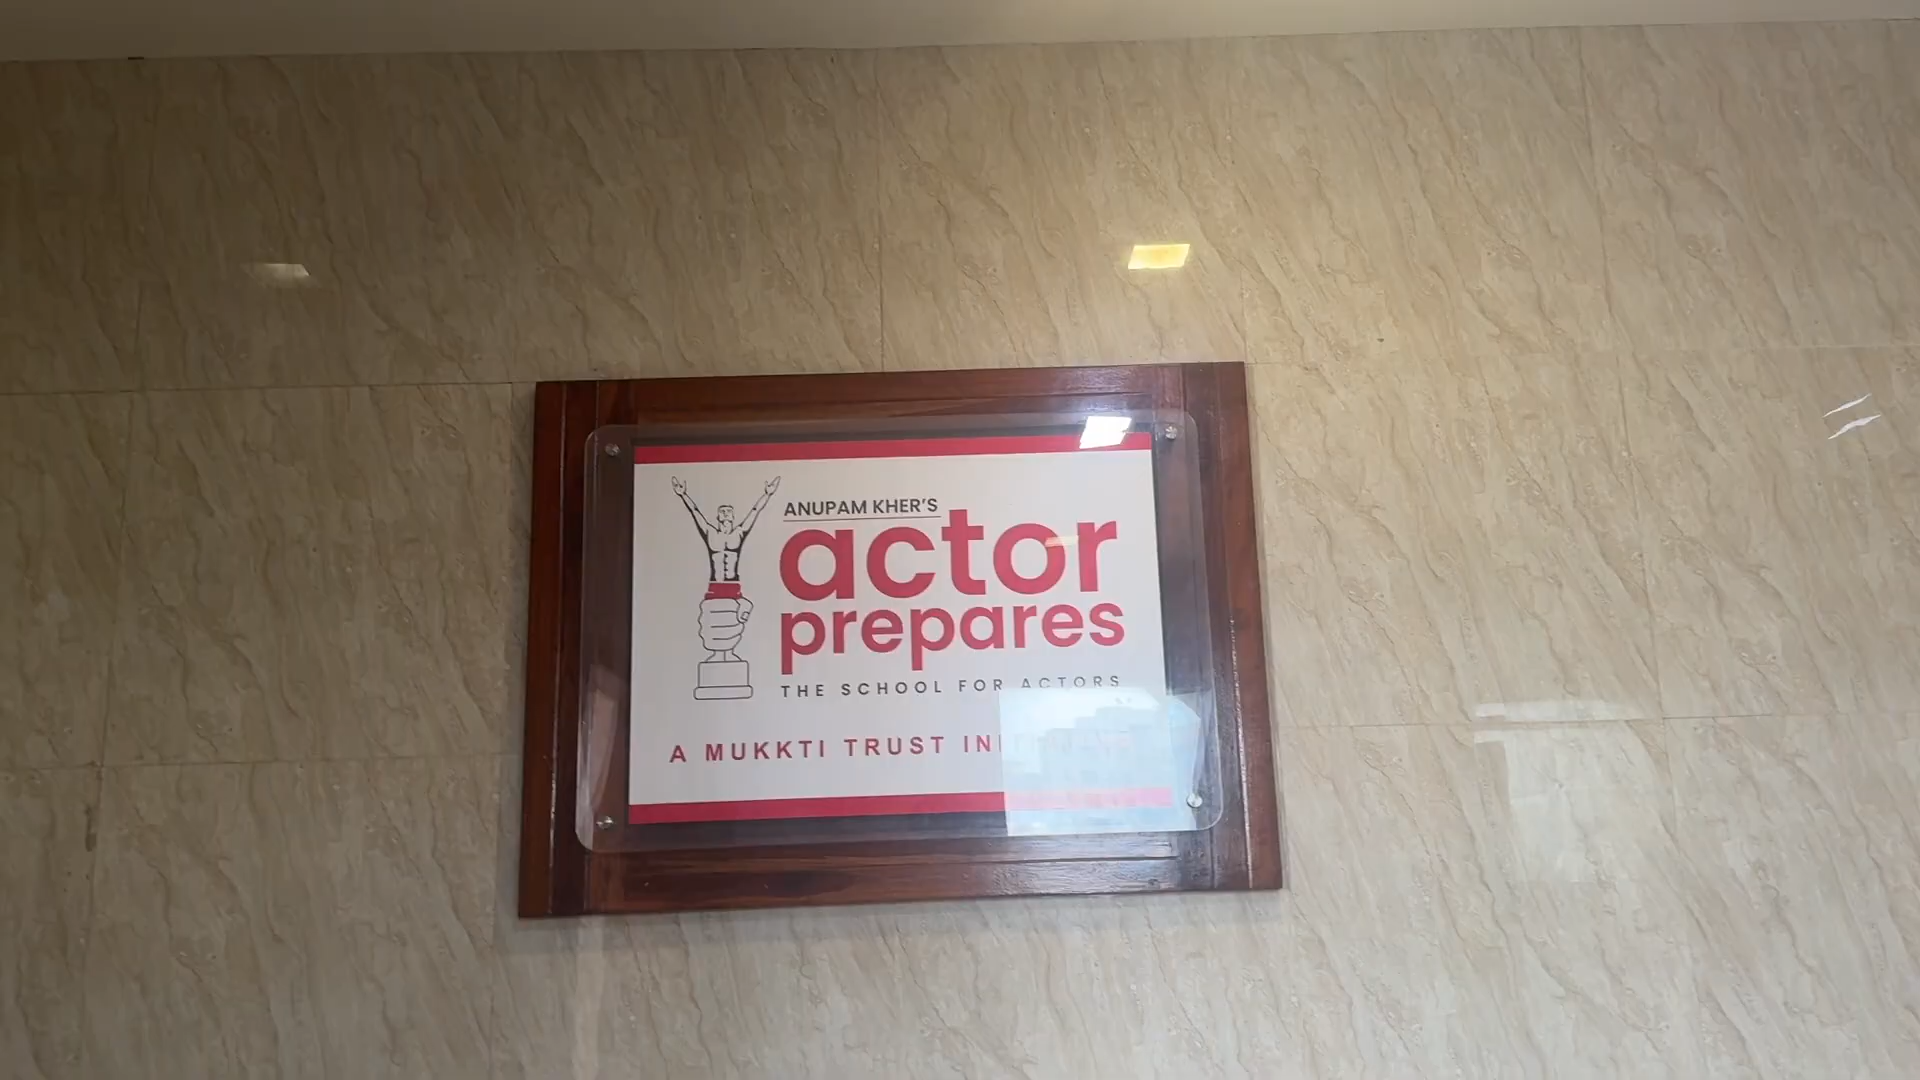 ANUPAM KHER'S
actor
prepares
THE SCHOOL FOR ACTORS
A MUKKTI TRUST